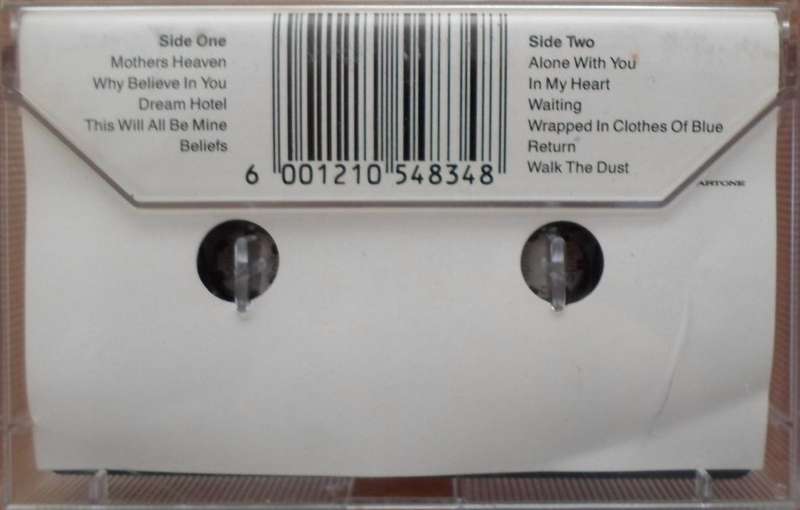 Side One
Mothers Heaven
Why Believe In You
Dream Hotel
This Will All Be Mine
Beliefs
6 001210 548348
Side Two
Alone With You
In My Heart
Waiting
Wrapped In Clothes Of Blue
Return
Walk The Dust
ARTONE